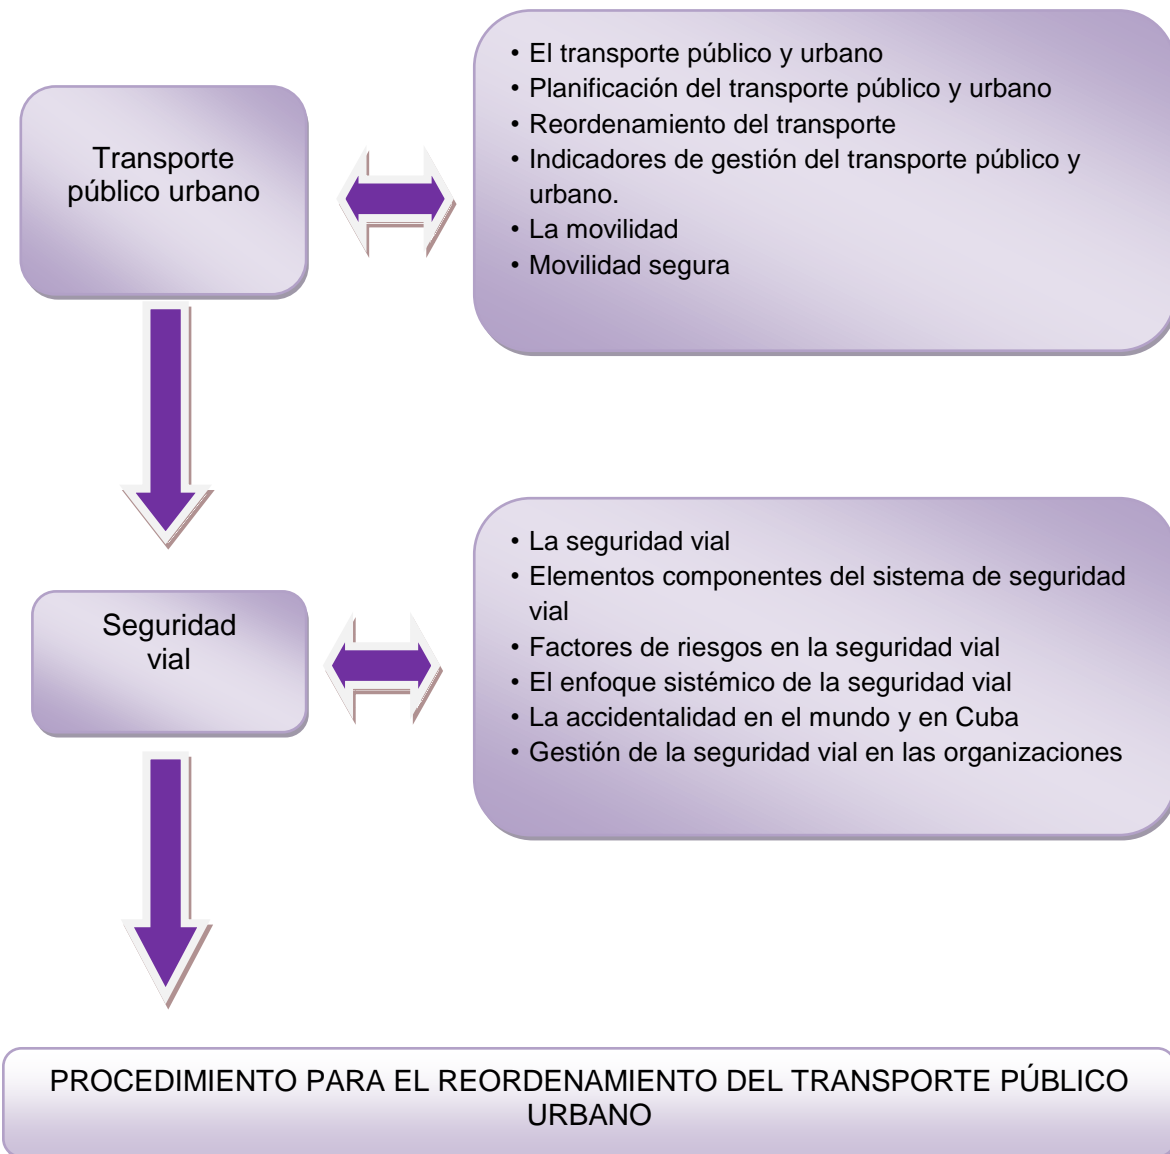 Transporte
público urbano
• El transporte público y urbano
• Planificación del transporte público y urbano
• Reordenamiento del transporte
• Indicadores de gestión del transporte público y
urbano.
• La movilidad
• Movilidad segura
Seguridad
vial
• La seguridad vial
• Elementos componentes del sistema de seguridad
vial
• Factores de riesgos en la seguridad vial
• El enfoque sistémico de la seguridad vial
• La accidentalidad en el mundo y en Cuba
• Gestión de la seguridad vial en las organizaciones
PROCEDIMIENTO PARA EL REORDENAMIENTO DEL TRANSPORTE PÚBLICO
URBANO